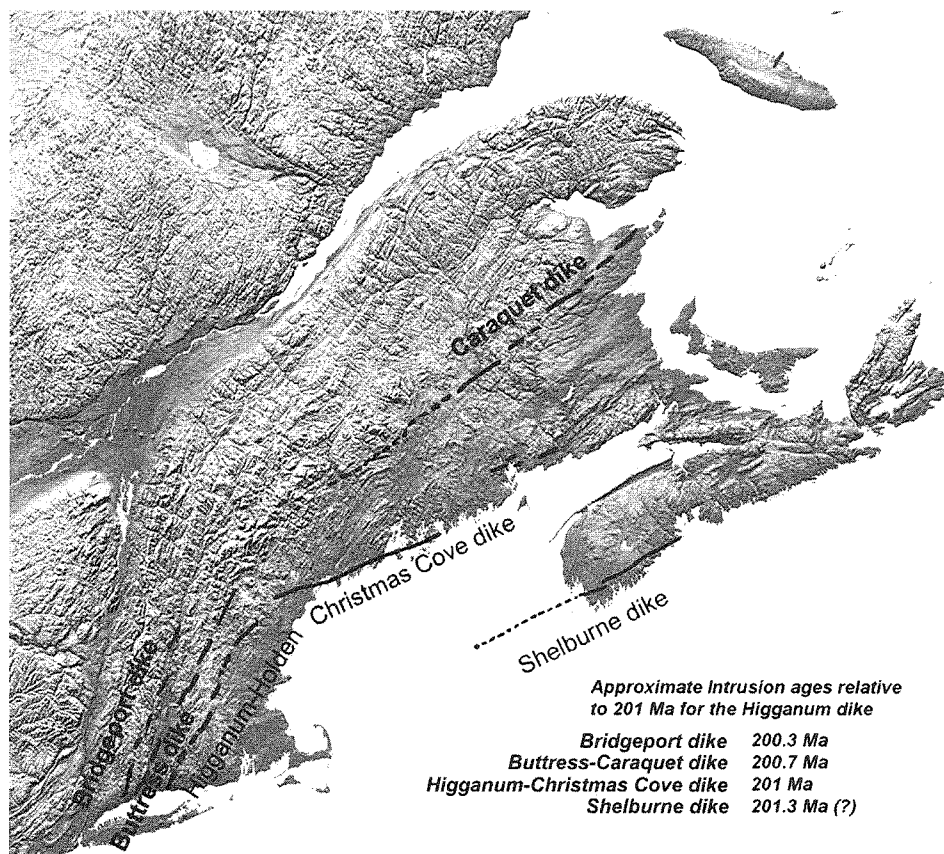 Caraquet dike
Christmas Cove dike
Shelburne dike
Bridgeport dike
Buttress dike
Higganum-Holden
Approximate Intrusion ages relative
to 201 Ma for the Higganum dike
Bridgeport dike 200.3 Ma
Buttress-Caraquet dike 200.7 Ma
Higganum-Christmas Cove dike 201 Ma
Shelburne dike 201.3 Ma (?)